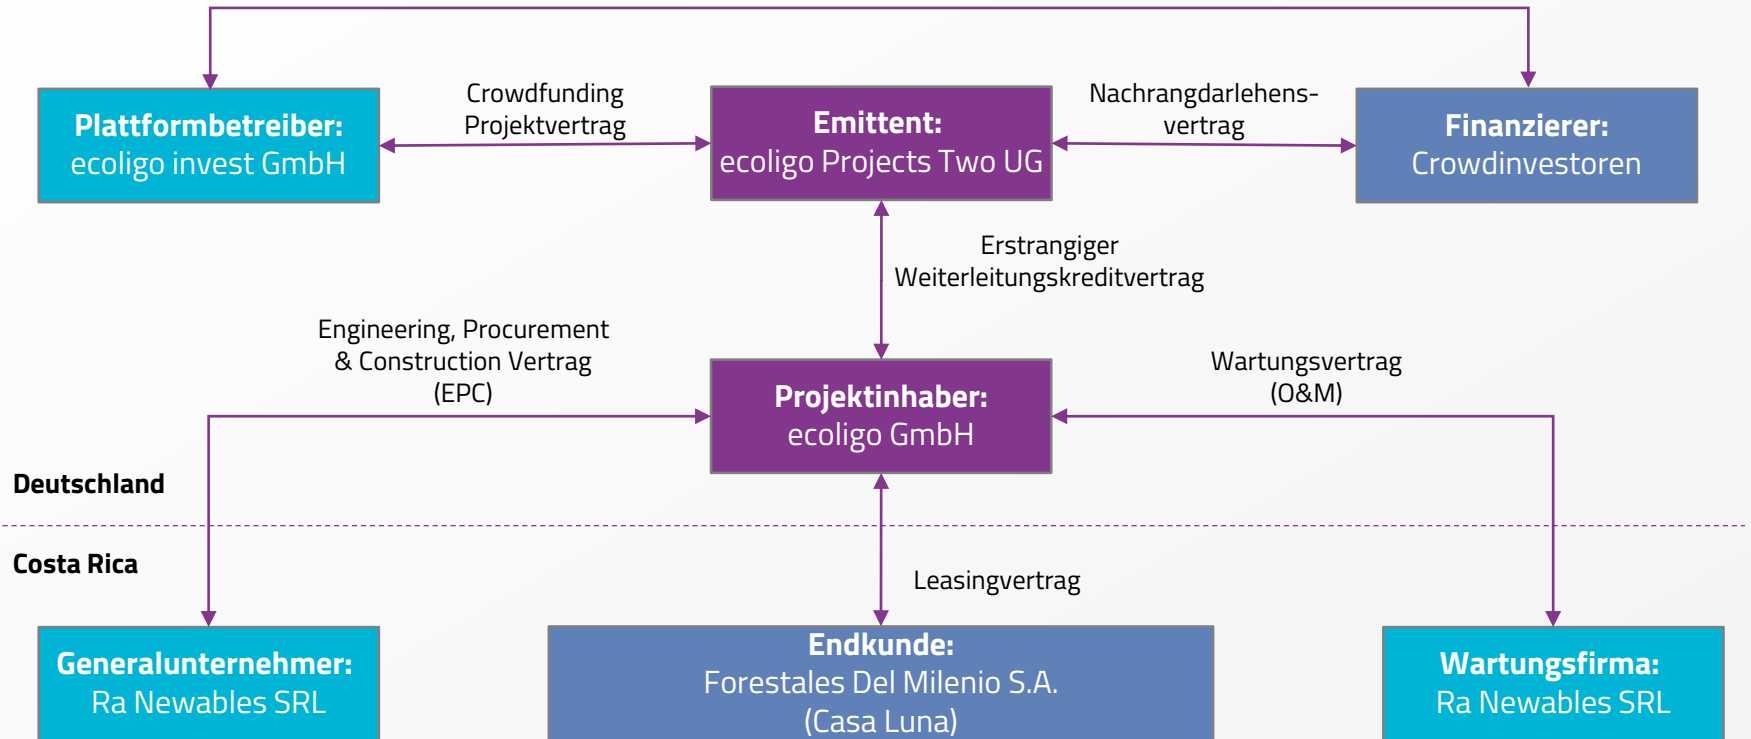 Crowdfunding
Projektvertrag
Nachrangdarlehens-
vertrag
Plattformbetreiber:
ecoligo invest GmbH
Emittent:
ecoligo Projects Two UG
Finanzierer:
Crowdinvestoren
Erstrangiger
Weiterleitungskreditvertrag
Engineering, Procurement
& Construction Vertrag
(EPC)
Wartungsvertrag
(O&M)
Projektinhaber:
ecoligo GmbH
Deutschland
Costa Rica
Leasingvertrag
Generalunternehmer:
Ra Newables SRL
Endkunde:
Forestales Del Milenio S.A.
(Casa Luna)
Wartungsfirma:
Ra Newables SRL